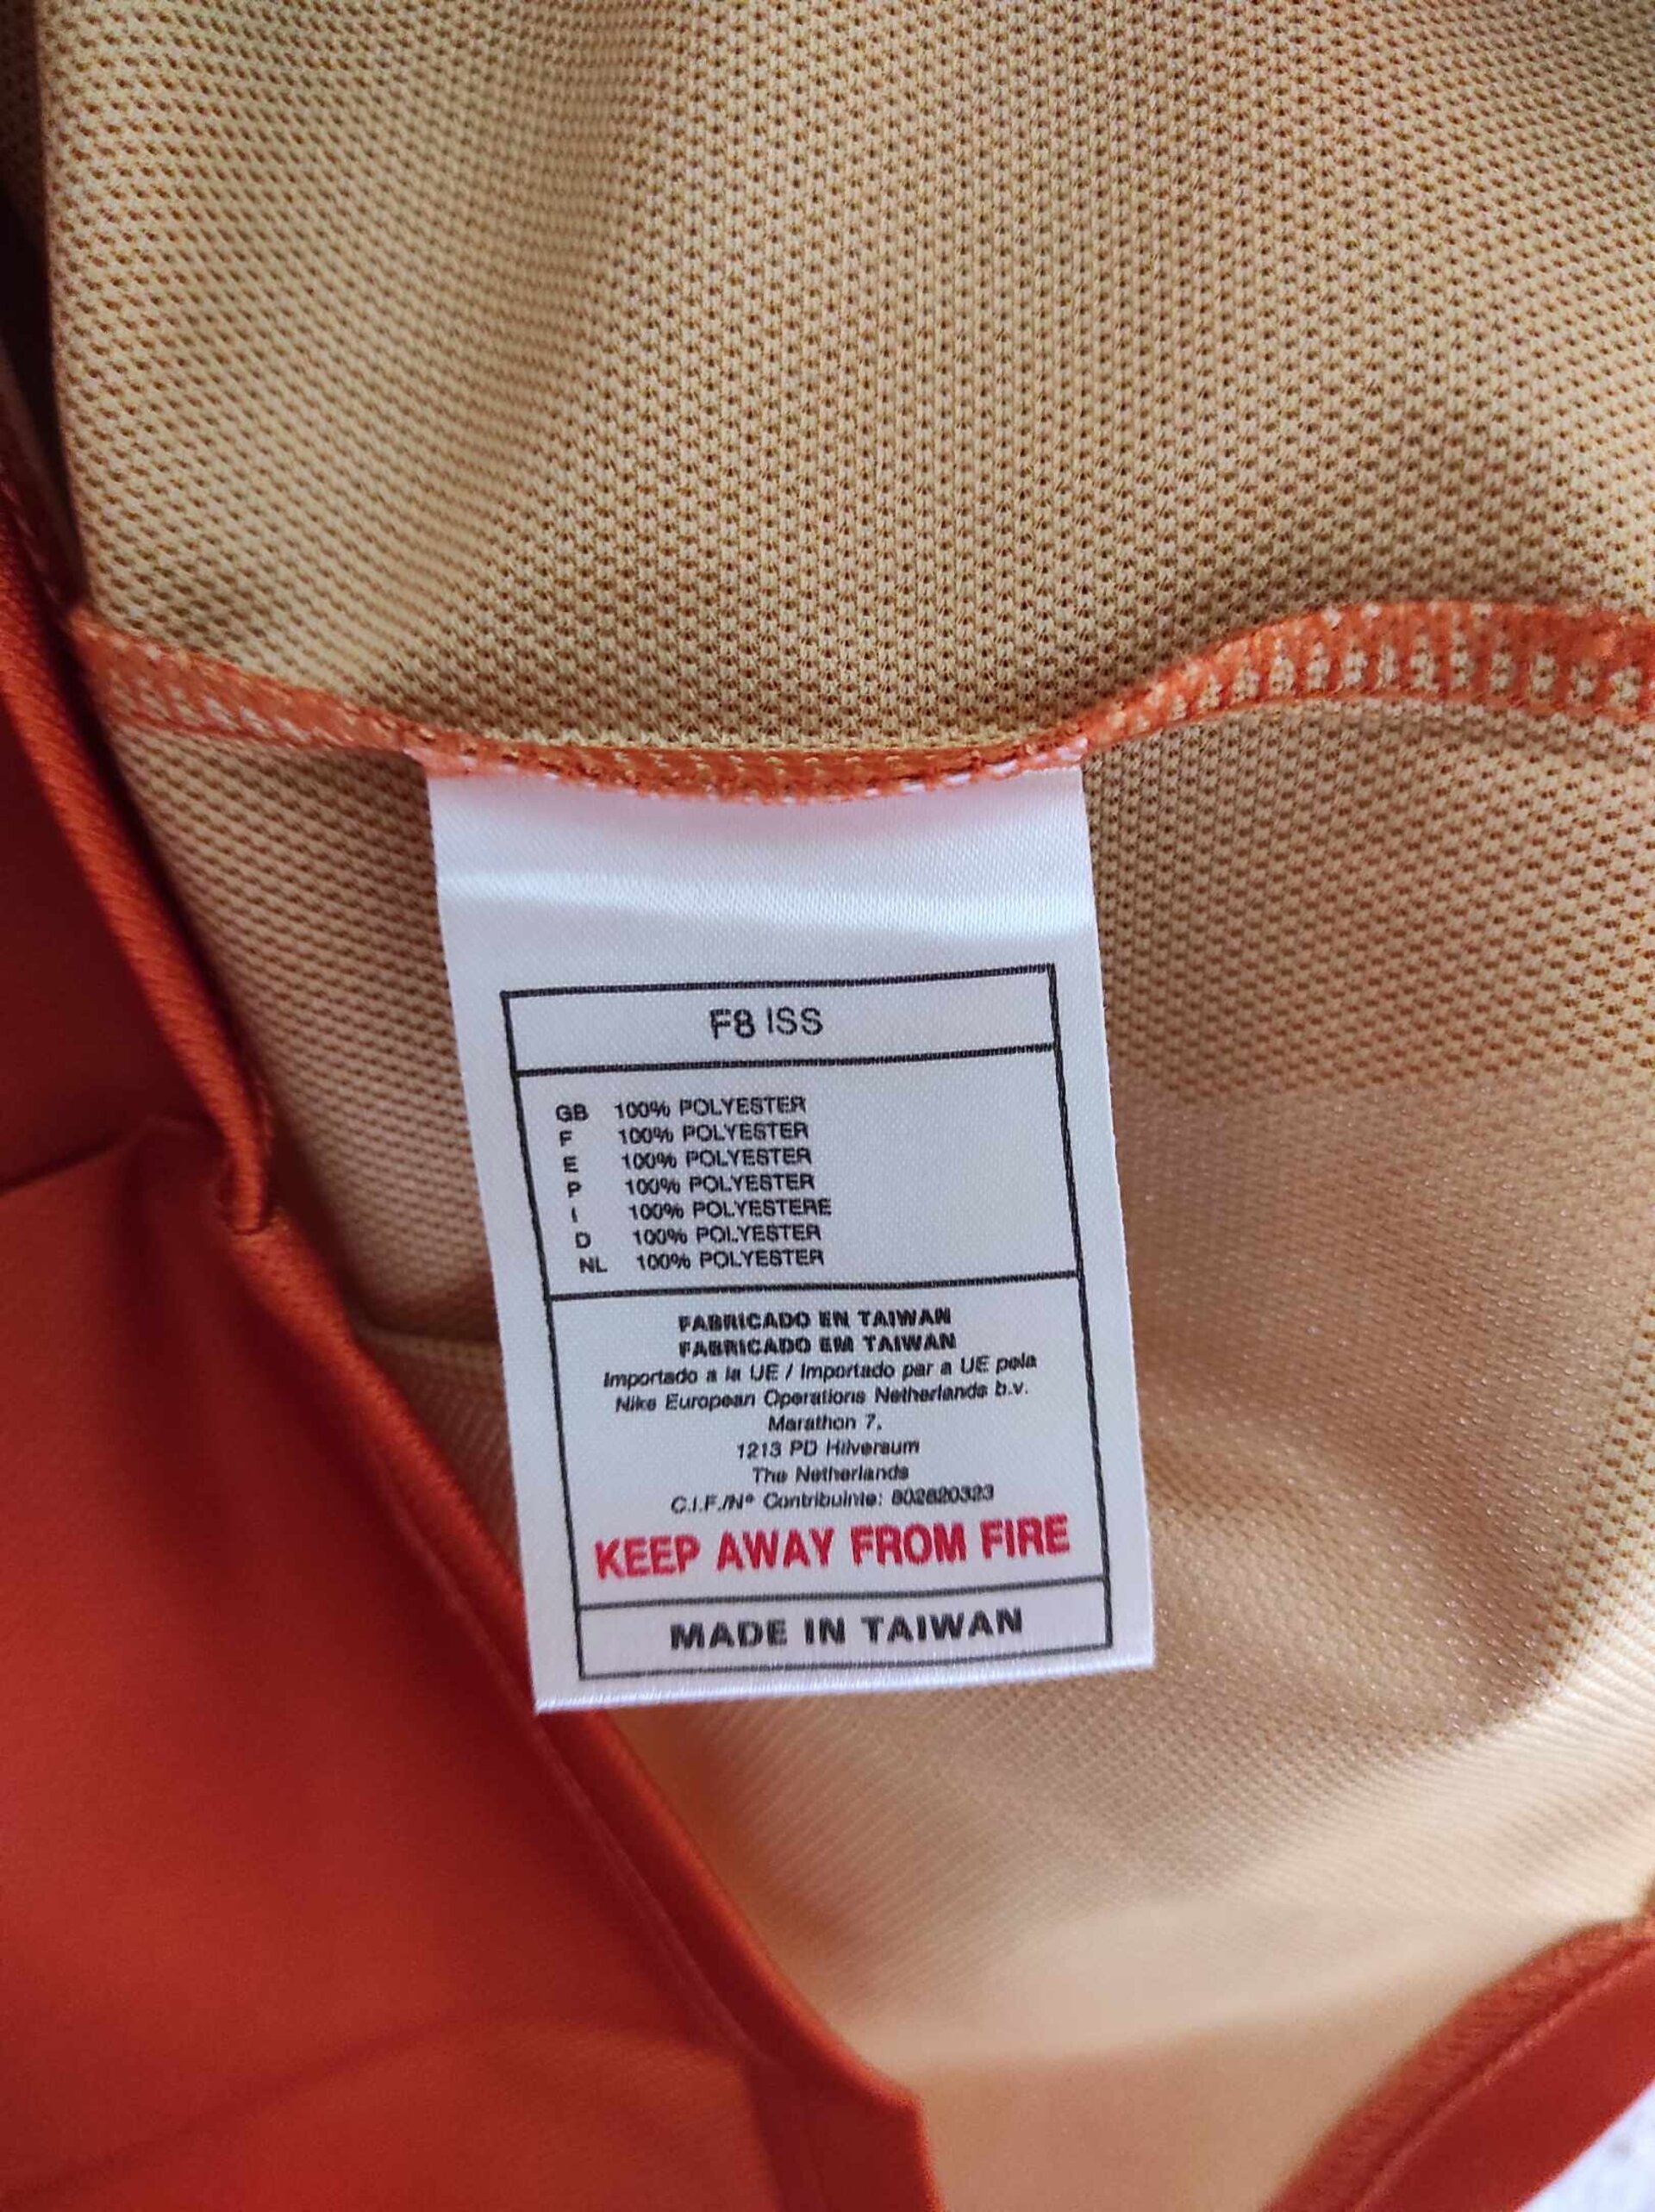 F8 ISS
GB 100% POLYESTER
F 100% POLYESTER
E 100% POLYESTER
P 100% POLYESTER
I 100% POLYESTERE
D 100% POLYESTER
NL 100% POLYESTER
FABRICADO EN TAIWAN
FABRICADO EM TAIWAN
Importado a la UE / Importado par a UE pela
Nike European Operations Netherlands b.v.
Marathon 7,
1213 PD Hilversum
The Netherlands
C.I.F./Nº Contribuinte: 802820323
KEEP AWAY FROM FIRE
MADE IN TAIWAN